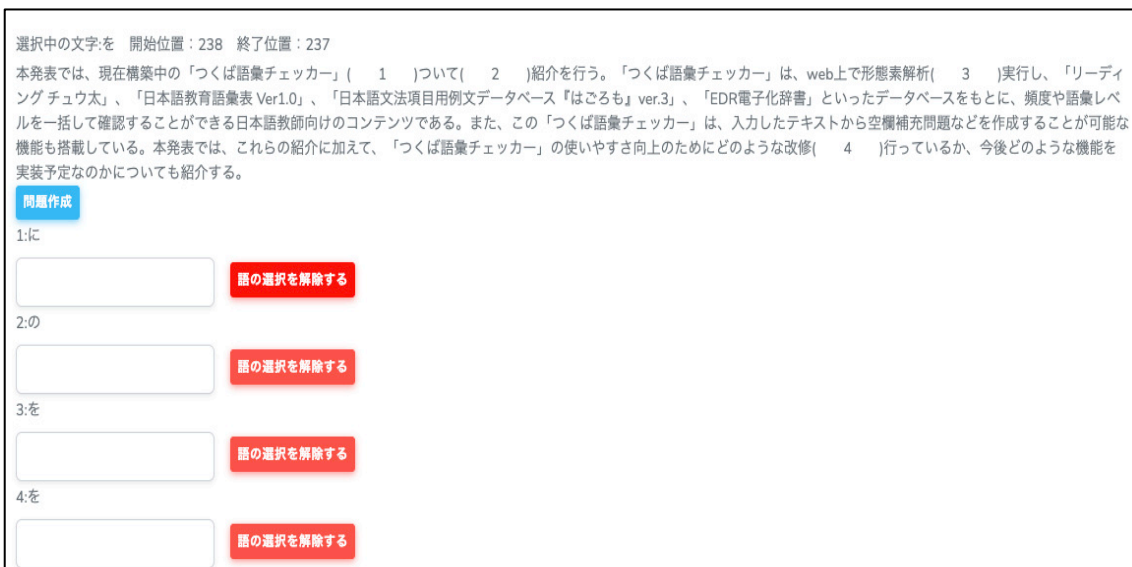 選択中の文字:を　開始位置：238　終了位置：237
本発表では、現在構築中の「つくば語彙チェッカー」(　1　)ついて(　2　)紹介を行う。「つくば語彙チェッカー」は、web上で形態素解析(　3　)実行し、「リーディ
ング チュウ太」、「日本語教育語彙表 Ver1.0」、「日本語文法項目用例文データベース『はごろも』ver.3」、「EDR電子化辞書」といったデータベースをもとに、頻度や語彙レベ
ルを一括して確認することができる日本語教師向けのコンテンツである。また、この「つくば語彙チェッカー」は、入力したテキストから空欄補充問題などを作成することが可能な
機能も搭載している。本発表では、これらの紹介に加えて、「つくば語彙チェッカー」の使いやすさ向上のためにどのような改修(　4　)行っているか、今後どのような機能を
実装予定なのかについても紹介する。
問題作成
1:に
語の選択を解除する
2:の
語の選択を解除する
3:を
語の選択を解除する
4:を
語の選択を解除する